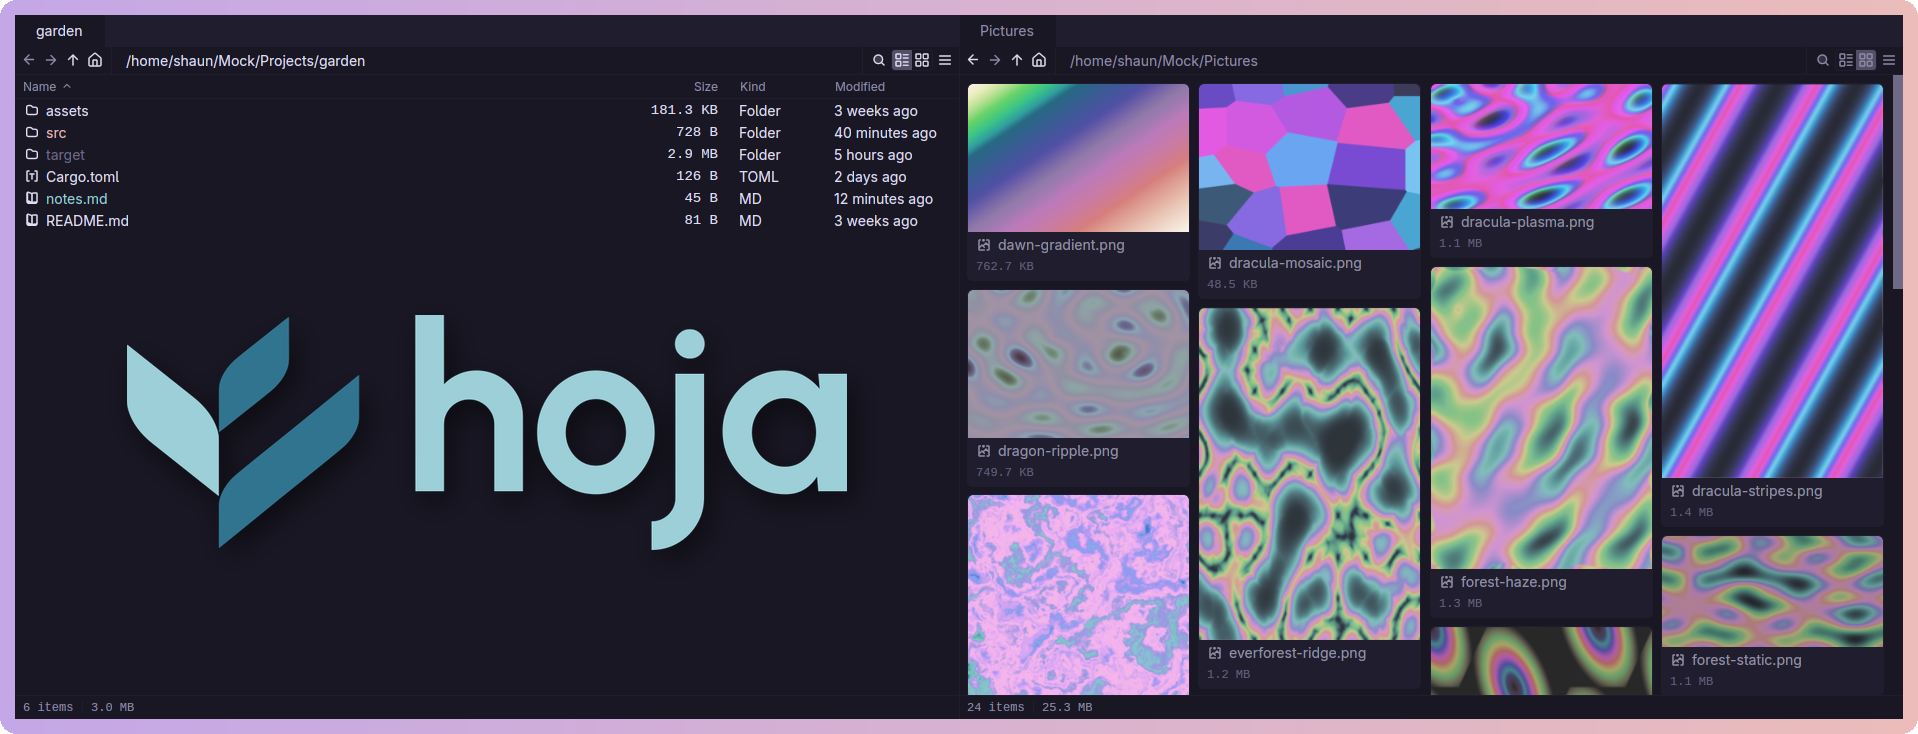 garden
/home/shaun/Mock/Projects/garden
Name Size Kind Modified
assets 181.3 KB Folder 3 weeks ago
src 728 B Folder 40 minutes ago
target 2.9 MB Folder 5 hours ago
Cargo.toml 126 B TOML 2 days ago
notes.md 45 B MD 12 minutes ago
README.md 81 B MD 3 weeks ago
hoja
6 items 3.0 MB
Pictures
/home/shaun/Mock/Pictures
dawn-gradient.png
762.7 KB
dragon-ripple.png
749.7 KB
dracula-mosaic.png
48.5 KB
everforest-ridge.png
1.2 MB
dracula-plasma.png
1.1 MB
forest-haze.png
1.3 MB
dracula-stripes.png
1.4 MB
forest-static.png
1.1 MB
24 items 25.3 MB